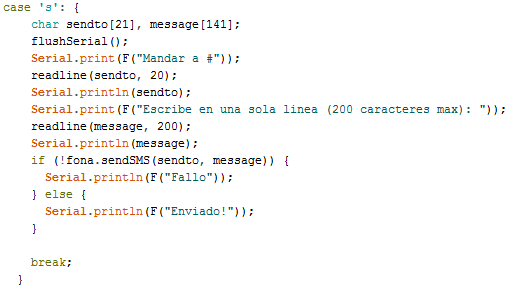 case 's': {
    char sendto[21], message[141];
    flushSerial();
    Serial.print(F("Mandar a #"));
    readline(sendto, 20);
    Serial.println(sendto);
    Serial.print(F("Escribe en una sola linea (200 caracteres max): "));
    readline(message, 200);
    Serial.println(message);
    if (!fona.sendSMS(sendto, message)) {
      Serial.println(F("Fallo"));
    } else {
      Serial.println(F("Enviado!"));
    }

    break;
  }